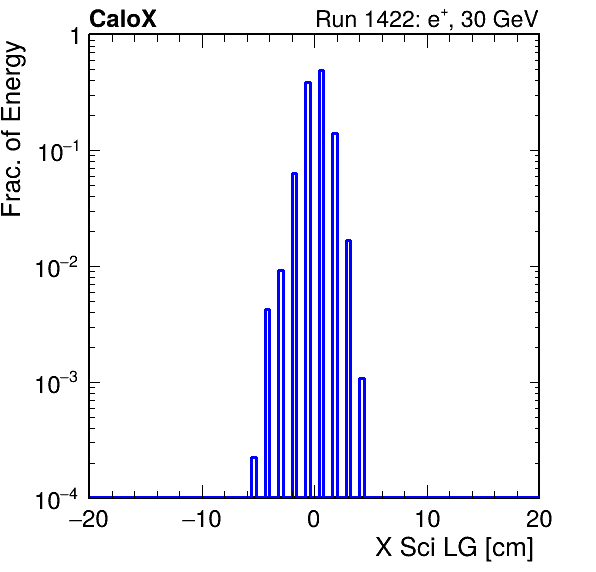 CaloX Run 1422: e⁺, 30 GeV
Frac. of Energy
1
10⁻¹
10⁻²
10⁻³
10⁻⁴
−20 −10 0 10 20
X Sci LG [cm]